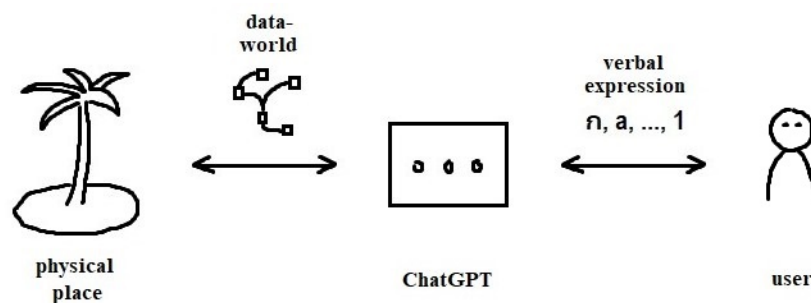 data-
world
verbal
expression
ก, a, ..., 1
physical
place
ChatGPT
user